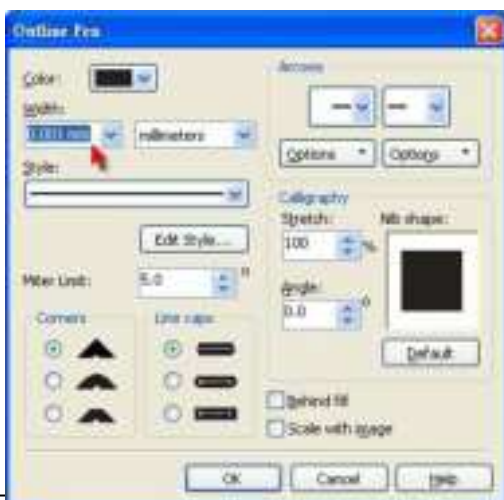 Outline Pen
Color:
Width:
millimeters
Style:
Edit Style...
Miter Limit:
5.0
Corners
Line caps
Arrows
Options
Options
Calligraphy
Stretch:
100
%
Nib shape:
Angle:
0.0
Default
Behind fill
Scale with image
OK
Cancel
Help